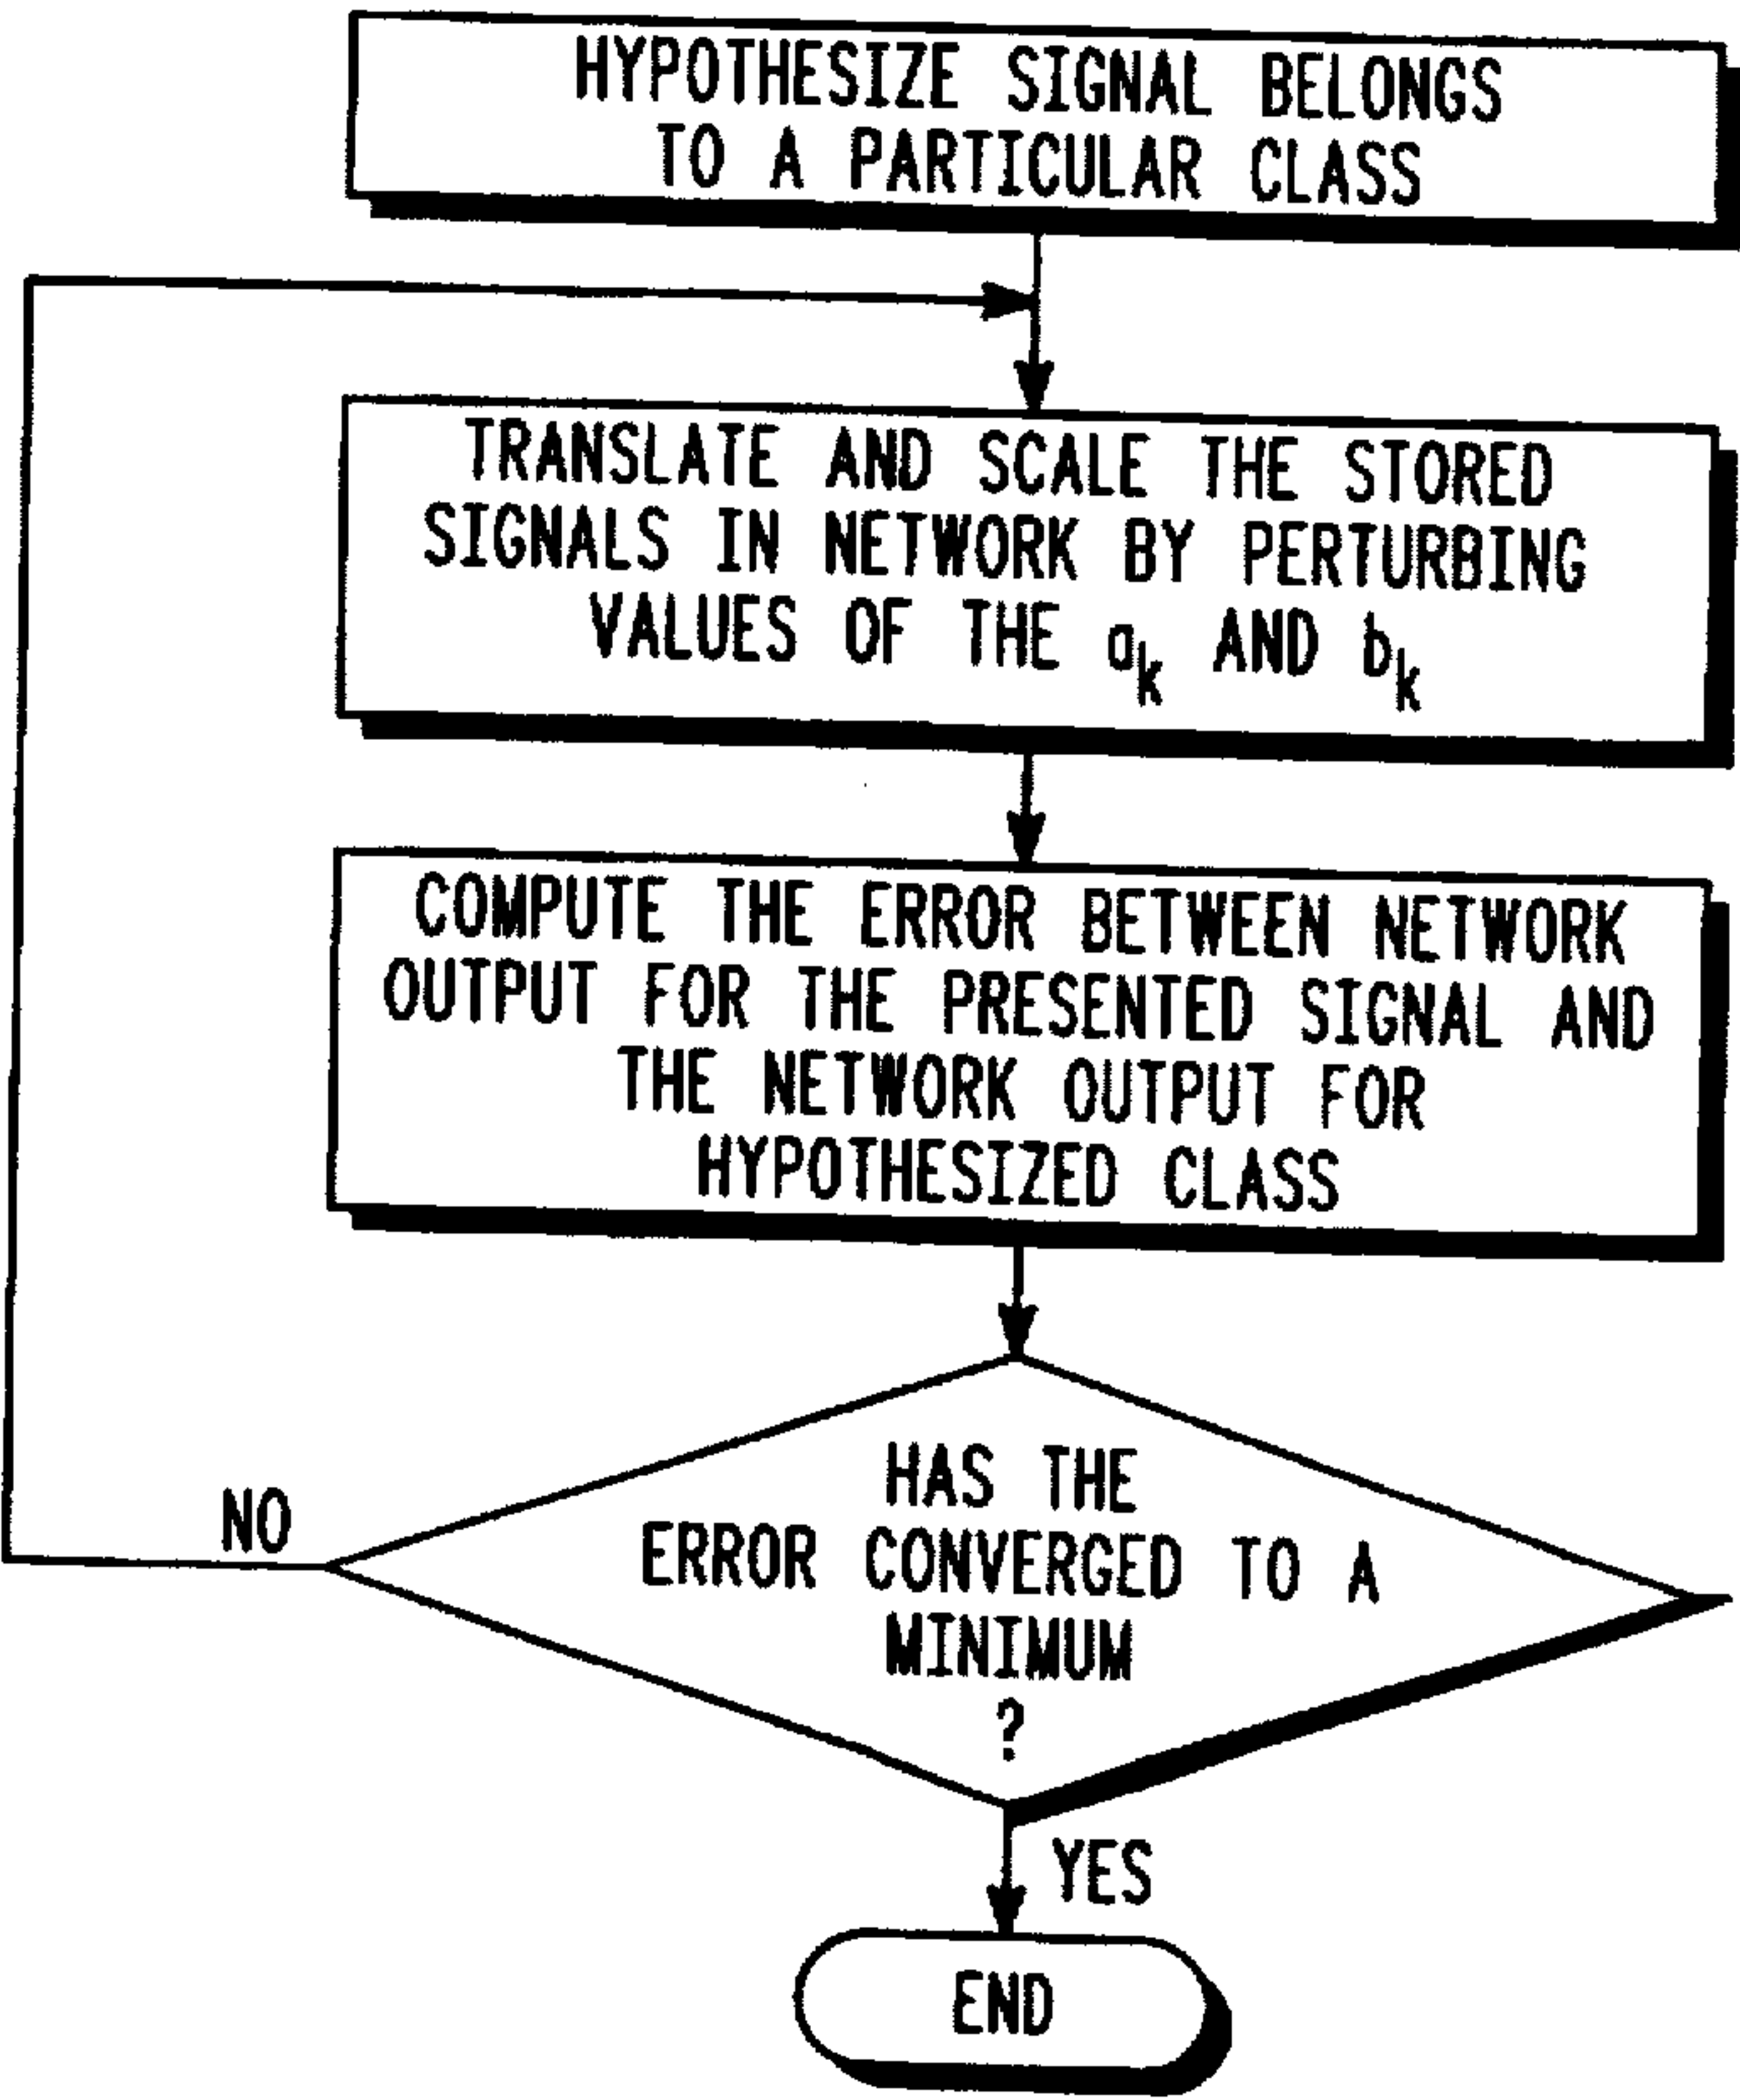 HYPOTHESIZE SIGNAL BELONGS
TO A PARTICULAR CLASS
TRANSLATE AND SCALE THE STORED
SIGNALS IN NETWORK BY PERTURBING
VALUES OF THE aₖ AND bₖ
COMPUTE THE ERROR BETWEEN NETWORK
OUTPUT FOR THE PRESENTED SIGNAL AND
THE NETWORK OUTPUT FOR
HYPOTHESIZED CLASS
HAS THE
ERROR CONVERGED TO A
MINIMUM
?
NO
YES
END